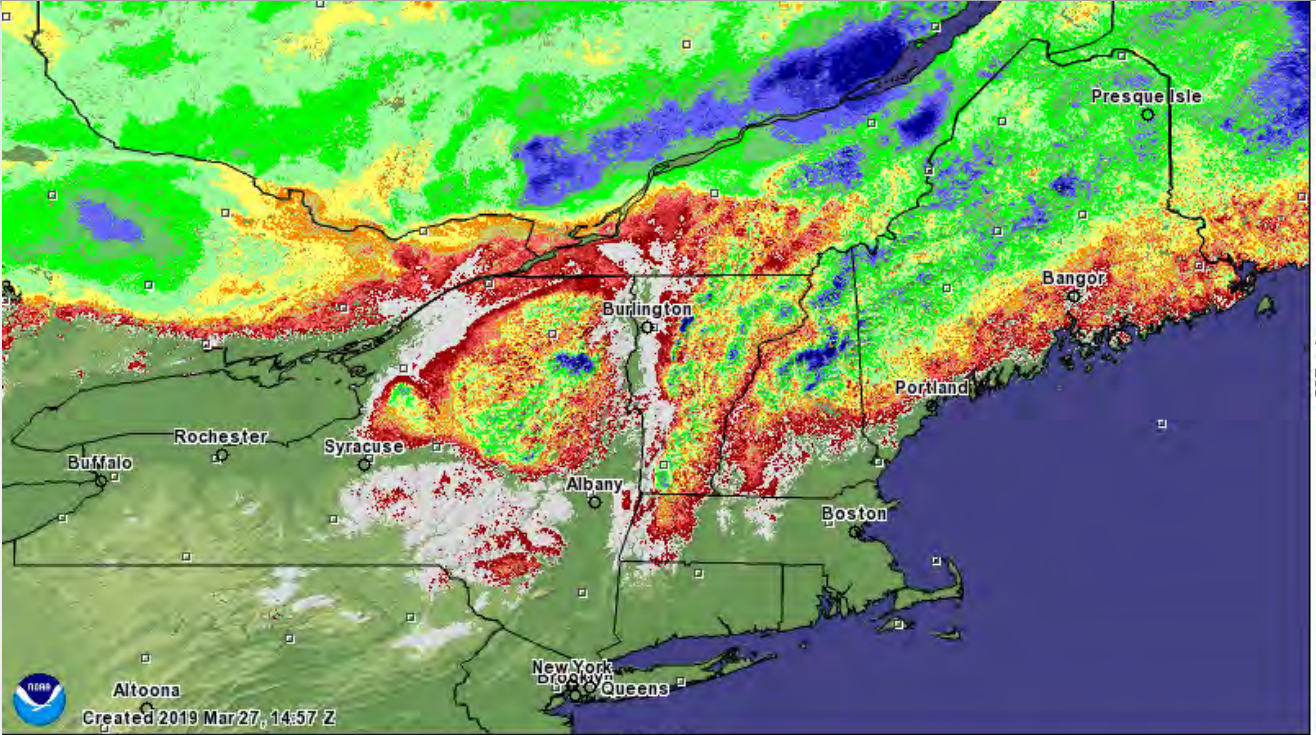 Presque Isle
Bangor
Burlington
Portland
Rochester
Syracuse
Buffalo
Albany
Boston
New York
Brooklyn
Queens
Altoona
NOAA
Created 2019 Mar 27, 14:57 Z